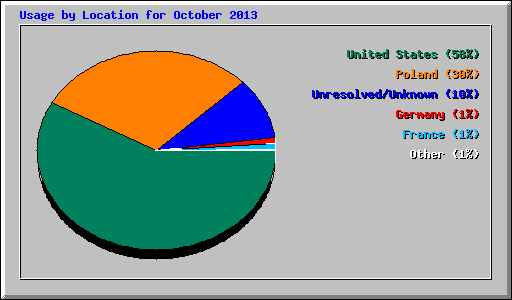 Usage by Location for October 2013
United States (58%)
Poland (30%)
Unresolved/Unknown (10%)
Germany (1%)
France (1%)
Other (1%)